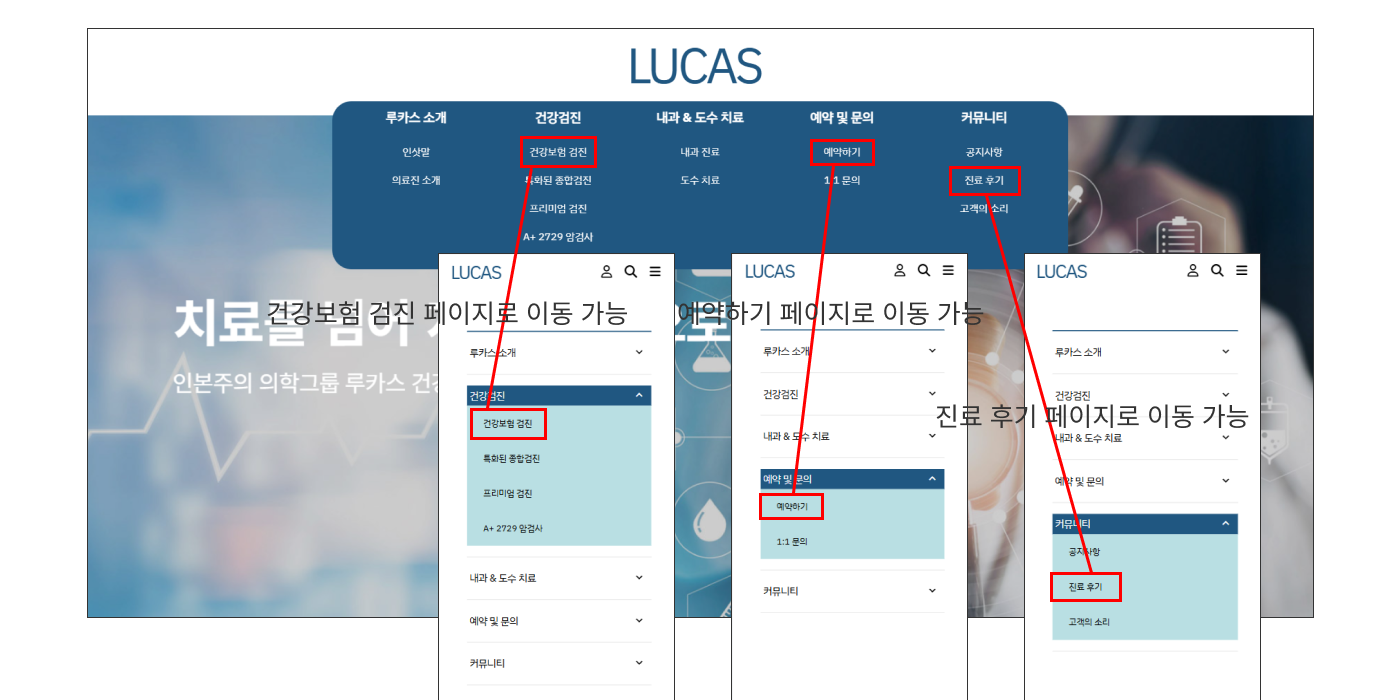 LUCAS
루카스 소개
건강검진
내과 & 도수 치료
예약 및 문의
커뮤니티
인삿말
건강보험 검진
내과 진료
예약하기
공지사항
의료진 소개
특화된 종합검진
도수 치료
1:1 문의
진료 후기
프리미엄 검진
고객의 소리
A+ 2729 암검사
치료를 넘어
인본주의 의학그룹 루카스
건강보험 검진 페이지로 이동 가능
예약하기 페이지로 이동 가능
진료 후기 페이지로 이동 가능
LUCAS
루카스 소개
건강검진
건강보험 검진
특화된 종합검진
프리미엄 검진
A+ 2729 암검사
내과 & 도수 치료
예약 및 문의
커뮤니티
LUCAS
루카스 소개
건강검진
내과 & 도수 치료
예약 및 문의
예약하기
1:1 문의
커뮤니티
LUCAS
루카스 소개
건강검진
내과 & 도수 치료
예약 및 문의
커뮤니티
공지사항
진료 후기
고객의 소리